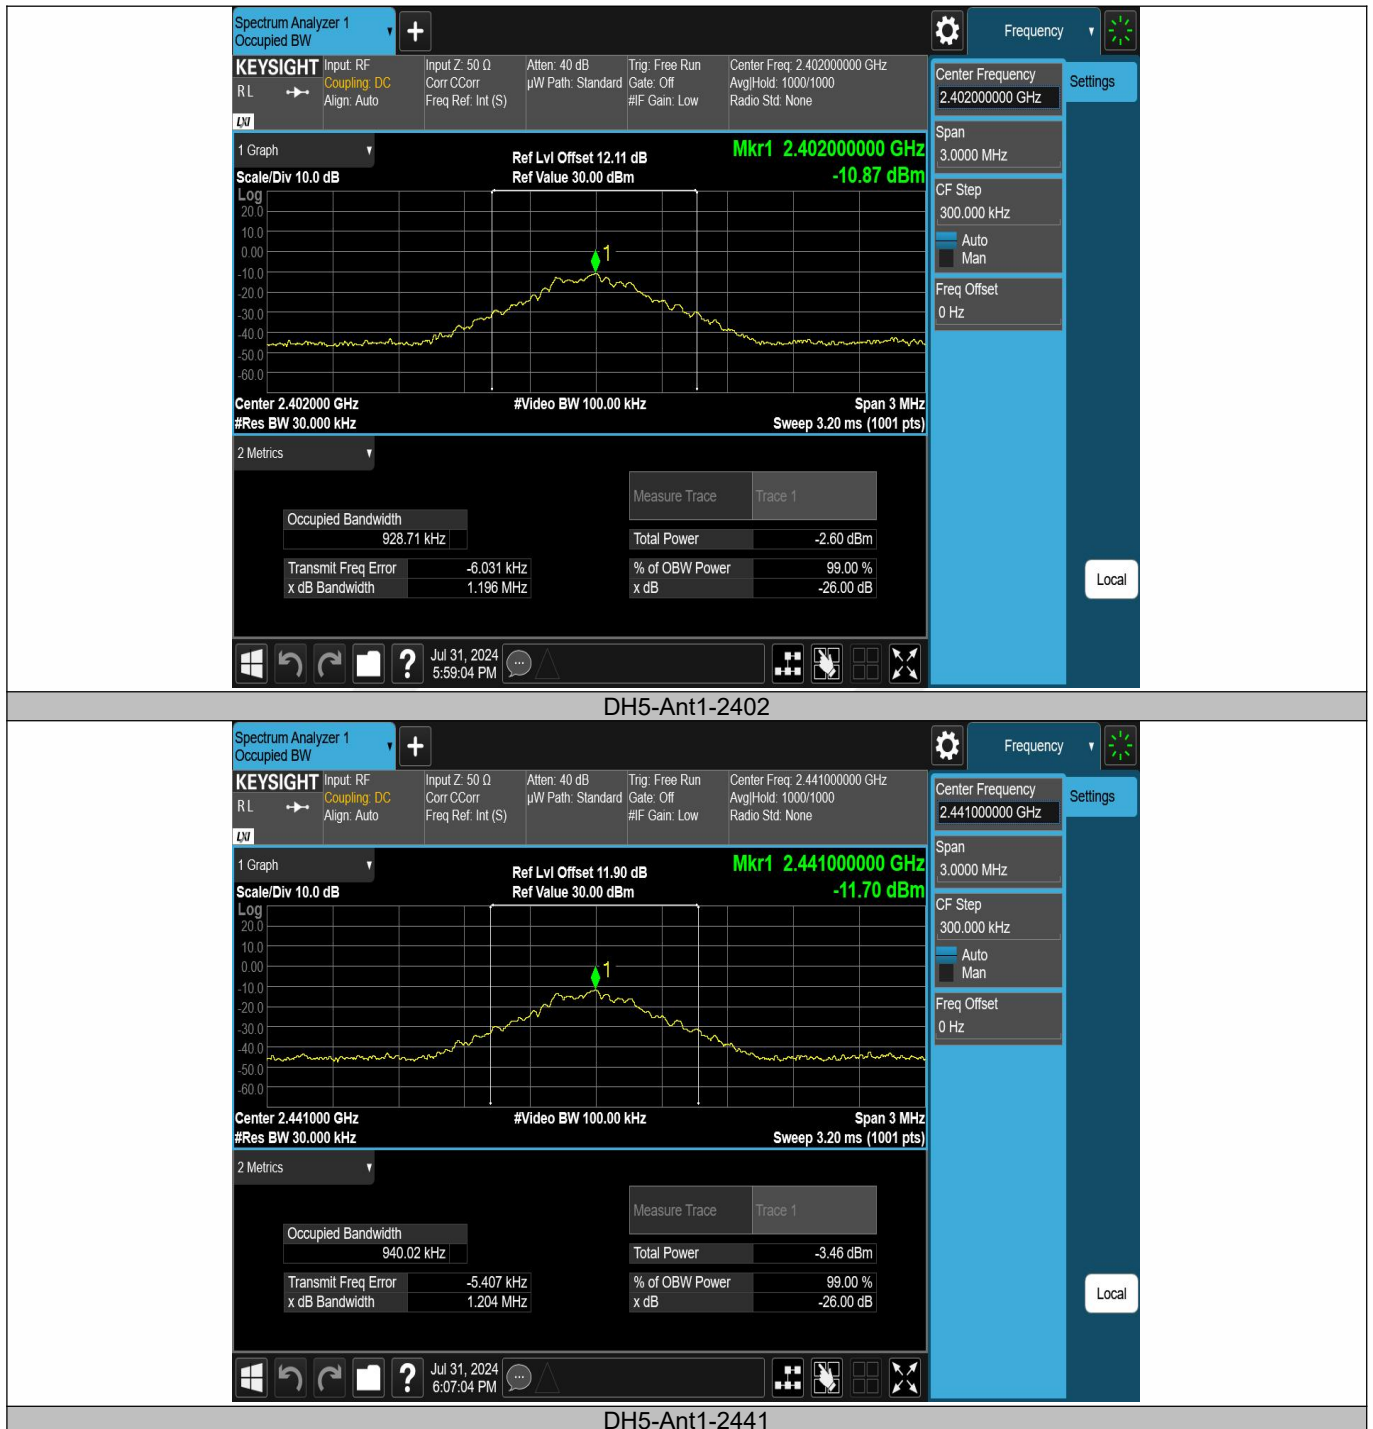 Spectrum Analyzer 1
Occupied BW
Frequency
KEYSIGHT
RL
LXI
Input: RF
Coupling: DC
Align: Auto
Input Z: 50 Ω
Corr CCorr
Freq Ref: Int (S)
Atten: 40 dB
µW Path: Standard
Trig: Free Run
Gate: Off
#IF Gain: Low
Center Freq: 2.402000000 GHz
Avg|Hold: 1000/1000
Radio Std: None
Center Frequency
2.402000000 GHz
Settings
Span
3.0000 MHz
CF Step
300.000 kHz
Auto
Man
Freq Offset
0 Hz
Local
1 Graph
Scale/Div 10.0 dB
Ref Lvl Offset 12.11 dB
Ref Value 30.00 dBm
Mkr1 2.402000000 GHz
-10.87 dBm
Log
20.0
10.0
0.00
-10.0
-20.0
-30.0
-40.0
-50.0
-60.0
1
Center 2.402000 GHz
#Video BW 100.00 kHz
Span 3 MHz
#Res BW 30.000 kHz
Sweep 3.20 ms (1001 pts)
2 Metrics
Measure Trace Trace 1
Occupied Bandwidth
928.71 kHz
Total Power -2.60 dBm
Transmit Freq Error -6.031 kHz
% of OBW Power 99.00 %
x dB Bandwidth 1.196 MHz
x dB -26.00 dB
?
Jul 31, 2024
5:59:04 PM
DH5-Ant1-2402
Spectrum Analyzer 1
Occupied BW
Frequency
KEYSIGHT
RL
LXI
Input: RF
Coupling: DC
Align: Auto
Input Z: 50 Ω
Corr CCorr
Freq Ref: Int (S)
Atten: 40 dB
µW Path: Standard
Trig: Free Run
Gate: Off
#IF Gain: Low
Center Freq: 2.441000000 GHz
Avg|Hold: 1000/1000
Radio Std: None
Center Frequency
2.441000000 GHz
Settings
Span
3.0000 MHz
CF Step
300.000 kHz
Auto
Man
Freq Offset
0 Hz
Local
1 Graph
Scale/Div 10.0 dB
Ref Lvl Offset 11.90 dB
Ref Value 30.00 dBm
Mkr1 2.441000000 GHz
-11.70 dBm
Log
20.0
10.0
0.00
-10.0
-20.0
-30.0
-40.0
-50.0
-60.0
1
Center 2.441000 GHz
#Video BW 100.00 kHz
Span 3 MHz
#Res BW 30.000 kHz
Sweep 3.20 ms (1001 pts)
2 Metrics
Measure Trace Trace 1
Occupied Bandwidth
940.02 kHz
Total Power -3.46 dBm
Transmit Freq Error -5.407 kHz
% of OBW Power 99.00 %
x dB Bandwidth 1.204 MHz
x dB -26.00 dB
?
Jul 31, 2024
6:07:04 PM
DH5-Ant1-2441